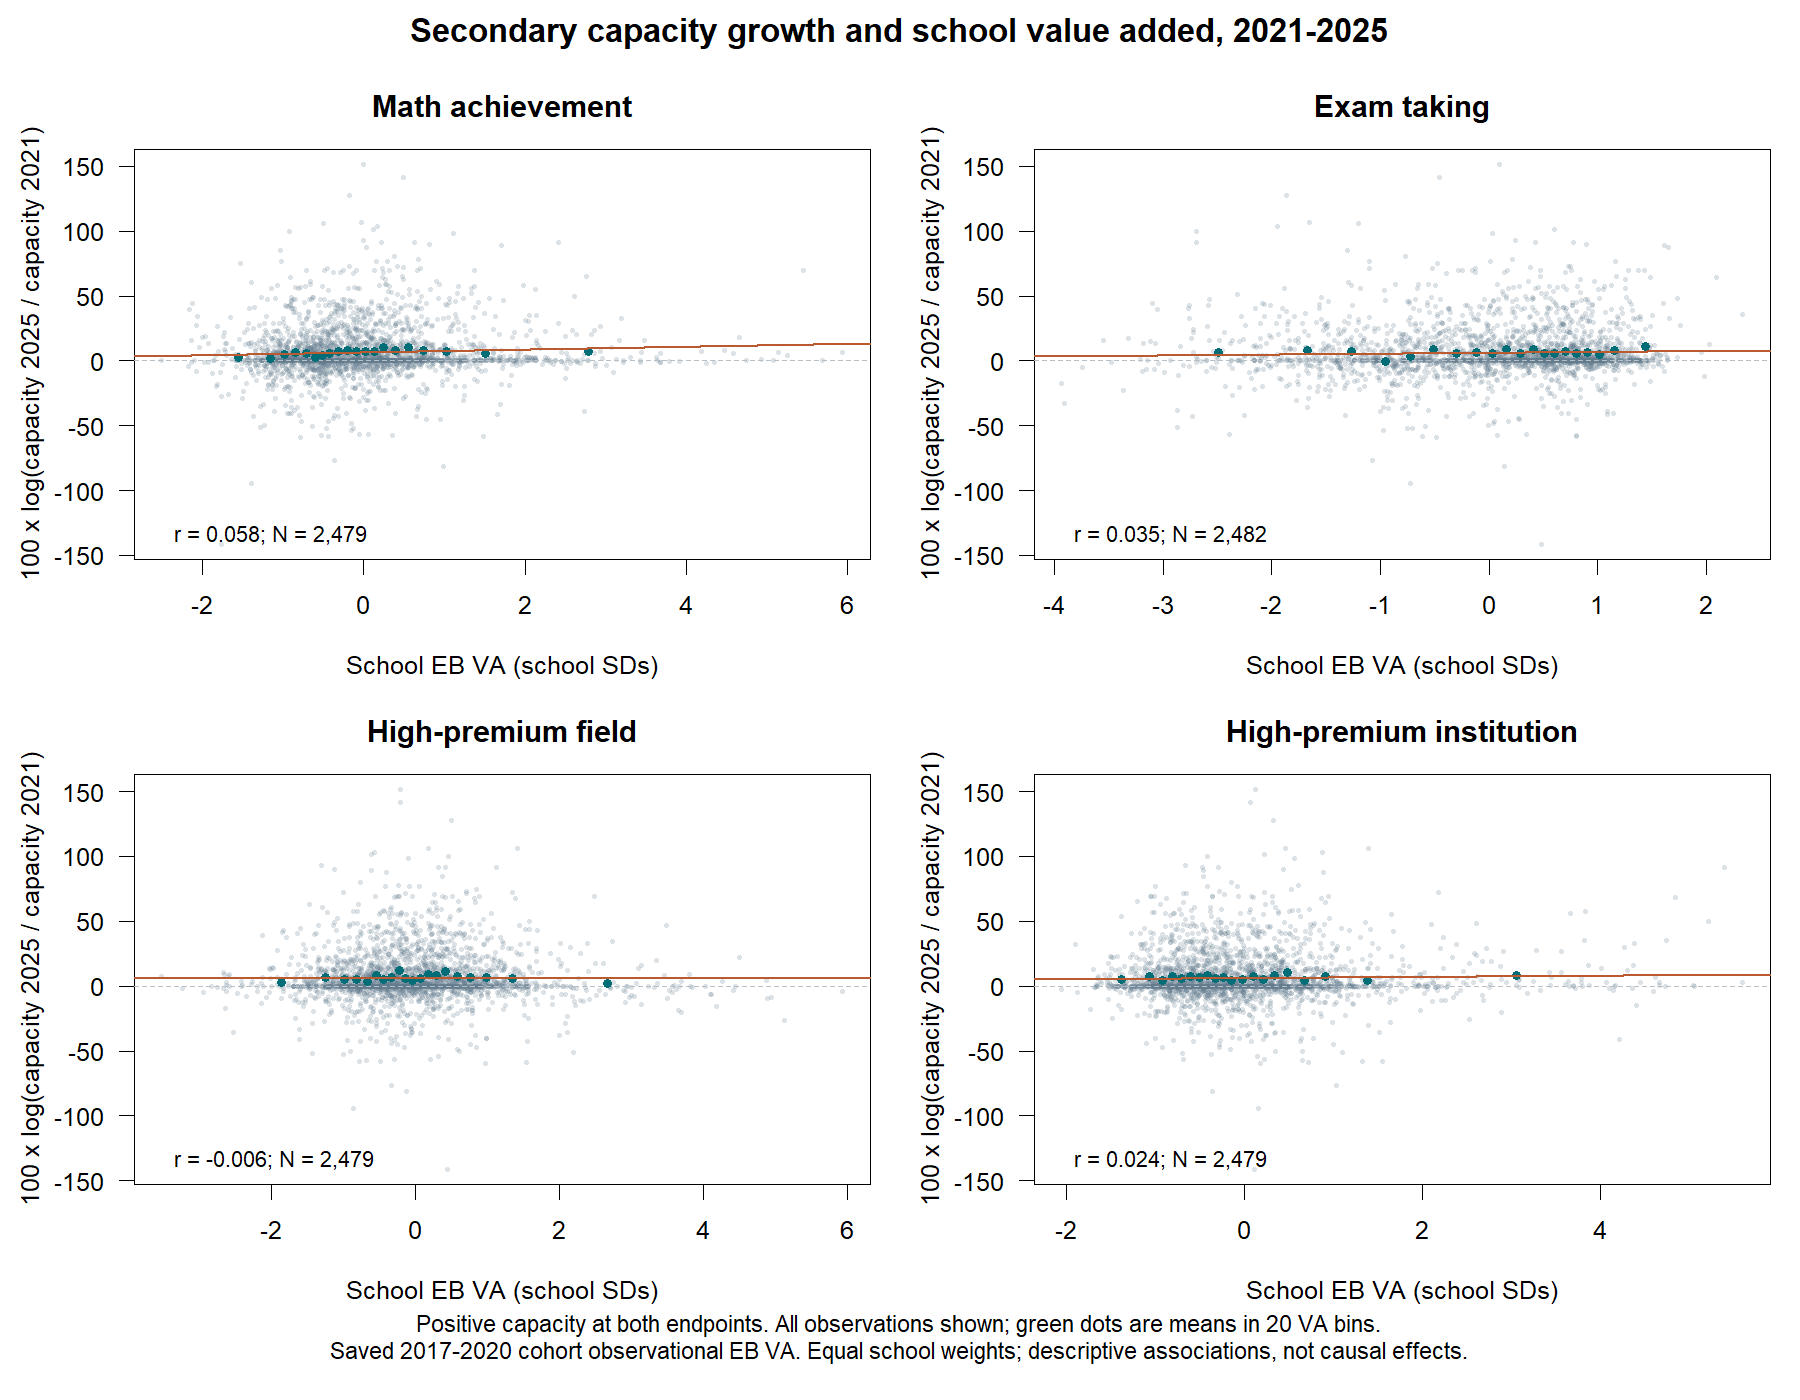 Secondary capacity growth and school value added, 2021-2025
Math achievement
100 x log(capacity 2025 / capacity 2021)
150
100
50
0
-50
-100
-150
r = 0.058; N = 2,479
-2
0
2
4
6
School EB VA (school SDs)
Exam taking
100 x log(capacity 2025 / capacity 2021)
150
100
50
0
-50
-100
-150
r = 0.035; N = 2,482
-4
-3
-2
-1
0
1
2
School EB VA (school SDs)
High-premium field
100 x log(capacity 2025 / capacity 2021)
150
100
50
0
-50
-100
-150
r = -0.006; N = 2,479
-2
0
2
4
6
School EB VA (school SDs)
High-premium institution
100 x log(capacity 2025 / capacity 2021)
150
100
50
0
-50
-100
-150
r = 0.024; N = 2,479
-2
0
2
4
School EB VA (school SDs)
Positive capacity at both endpoints. All observations shown; green dots are means in 20 VA bins.
Saved 2017-2020 cohort observational EB VA. Equal school weights; descriptive associations, not causal effects.